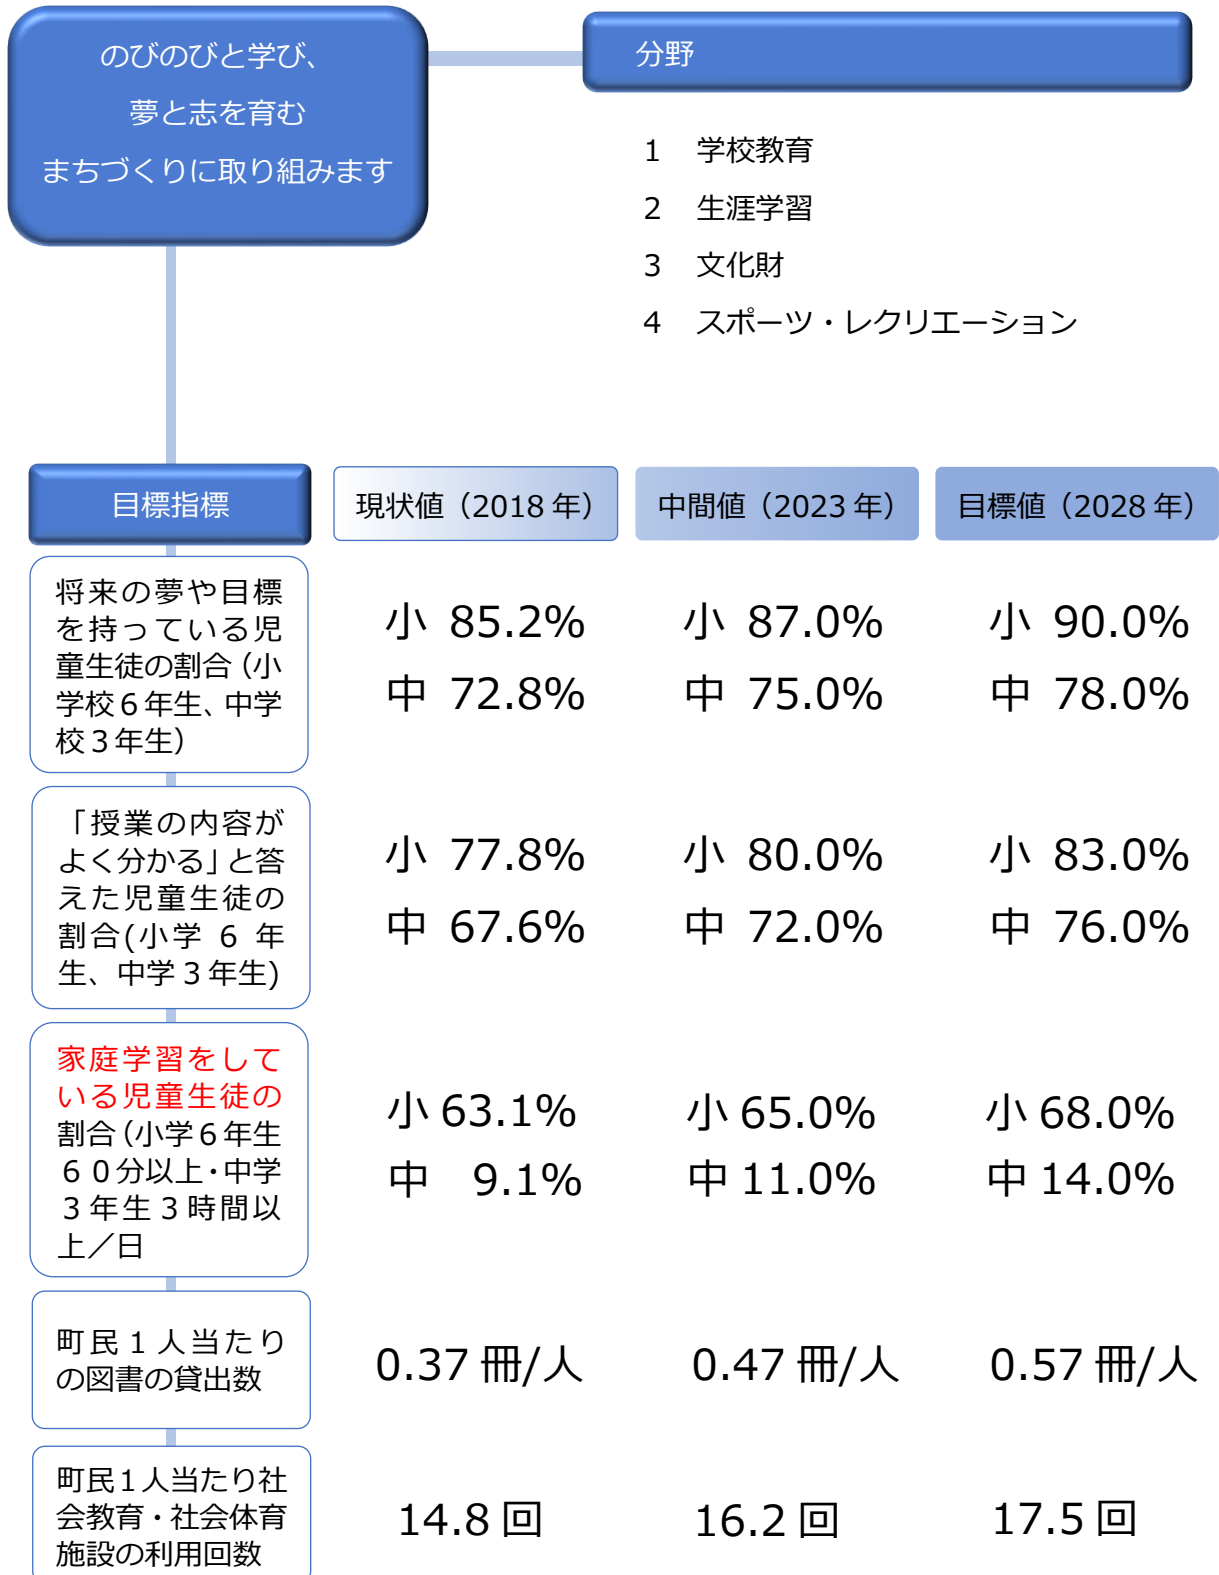 のびのびと学び、
夢と志を育む
まちづくりに取り組みます
分野
1 学校教育
2 生涯学習
3 文化財
4 スポーツ・レクリエーション
目標指標
現状値（2018 年）
中間値（2023 年）
目標値（2028 年）
将来の夢や目標
を持っている児
童生徒の割合（小
学校６年生、中学
校３年生）
小 85.2%
中 72.8%
小 87.0%
中 75.0%
小 90.0%
中 78.0%
「授業の内容が
よく分かる」と答
えた児童生徒の
割合(小学 6 年
生、中学３年生)
小 77.8%
中 67.6%
小 80.0%
中 72.0%
小 83.0%
中 76.0%
家庭学習をして
いる児童生徒の
割合（小学６年生
６０分以上・中学
３年生３時間以
上／日
小 63.1%
中 9.1%
小 65.0%
中 11.0%
小 68.0%
中 14.0%
町民１人当たり
の図書の貸出数
0.37 冊/人
0.47 冊/人
0.57 冊/人
町民１人当たり社
会教育・社会体育
施設の利用回数
14.8 回
16.2 回
17.5 回